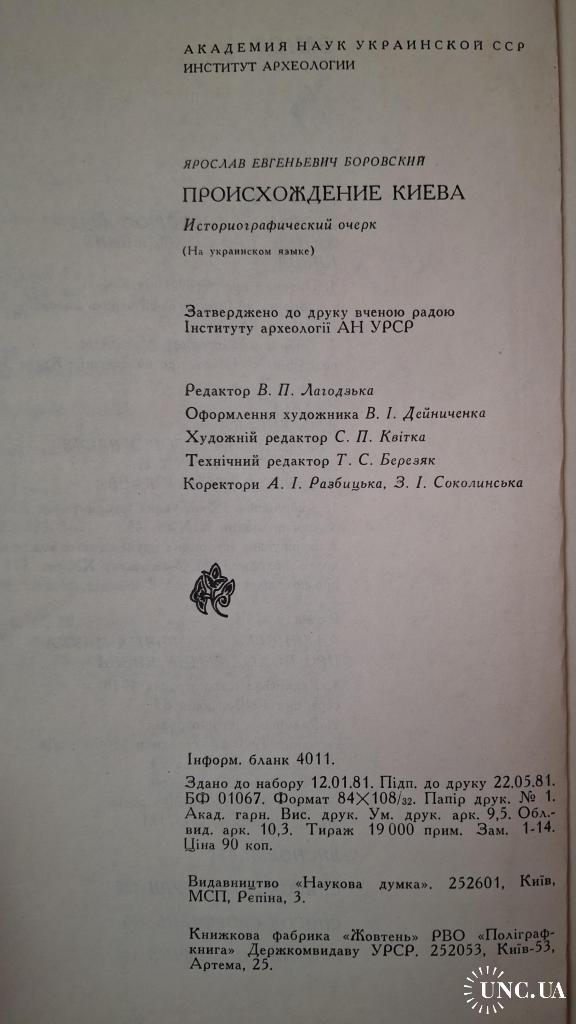 АКАДЕМИЯ НАУК УКРАИНСКОЙ ССР
ИНСТИТУТ АРХЕОЛОГИИ
ЯРОСЛАВ ЕВГЕНЬЕВИЧ БОРОВСКИЙ
ПРОИСХОЖДЕНИЕ КИЕВА
Историографический очерк
(На украинском языке)
Затверджено до друку вченою радою
Інституту археології АН УРСР
Редактор В. П. Лагодзька
Оформлення художника В. І. Дейниченка
Художній редактор С. П. Квітка
Технічний редактор Т. С. Березяк
Коректори А. І. Разбицька, З. І. Соколинська
Інформ. бланк 4011.
Здано до набору 12.01.81. Підп. до друку 22.05.81.
БФ 01067. Формат 84×108/32. Папір друк. № 1.
Акад. гарн. Вис. друк. Ум. друк. арк. 9,5. Обл.-
вид. арк. 10,3. Тираж 19 000 прим. Зам. 1-14.
Ціна 90 коп.
Видавництво «Наукова думка». 252601, Київ,
МСП, Рєпіна, 3.
Книжкова фабрика «Жовтень» РВО «Поліграф-
книга» Держкомвидаву УРСР. 252053, Київ-53,
Артема, 25.
UNC.UA